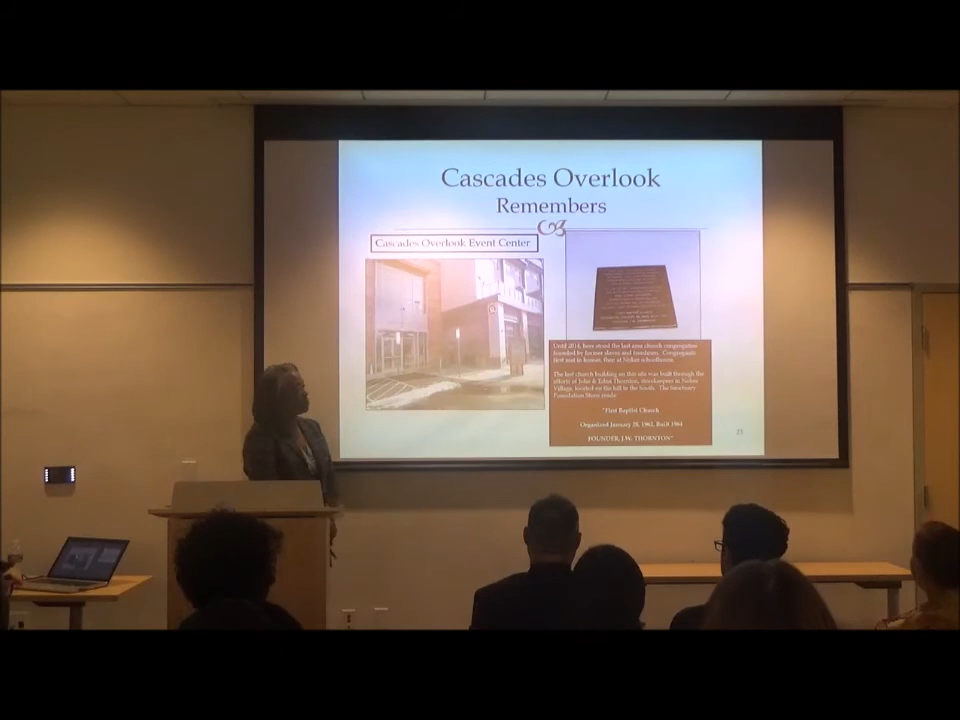 Cascades Overlook
Remembers
Cascades Overlook Event Center
Until 2014, here stood the last area church congregation
founded by former slaves and freedmen. Congregants
first met in homes, then at Nokes schoolhouse.
The last church building on this site was built through the
efforts of John & Edna Thornton, storekeepers in Nokes
Village, located on the hill to the South. The Sanctuary
Foundation Stone reads:
"First Baptist Church
Organized January 28, 1962, Built 1964
FOUNDER, J.W. THORNTON"